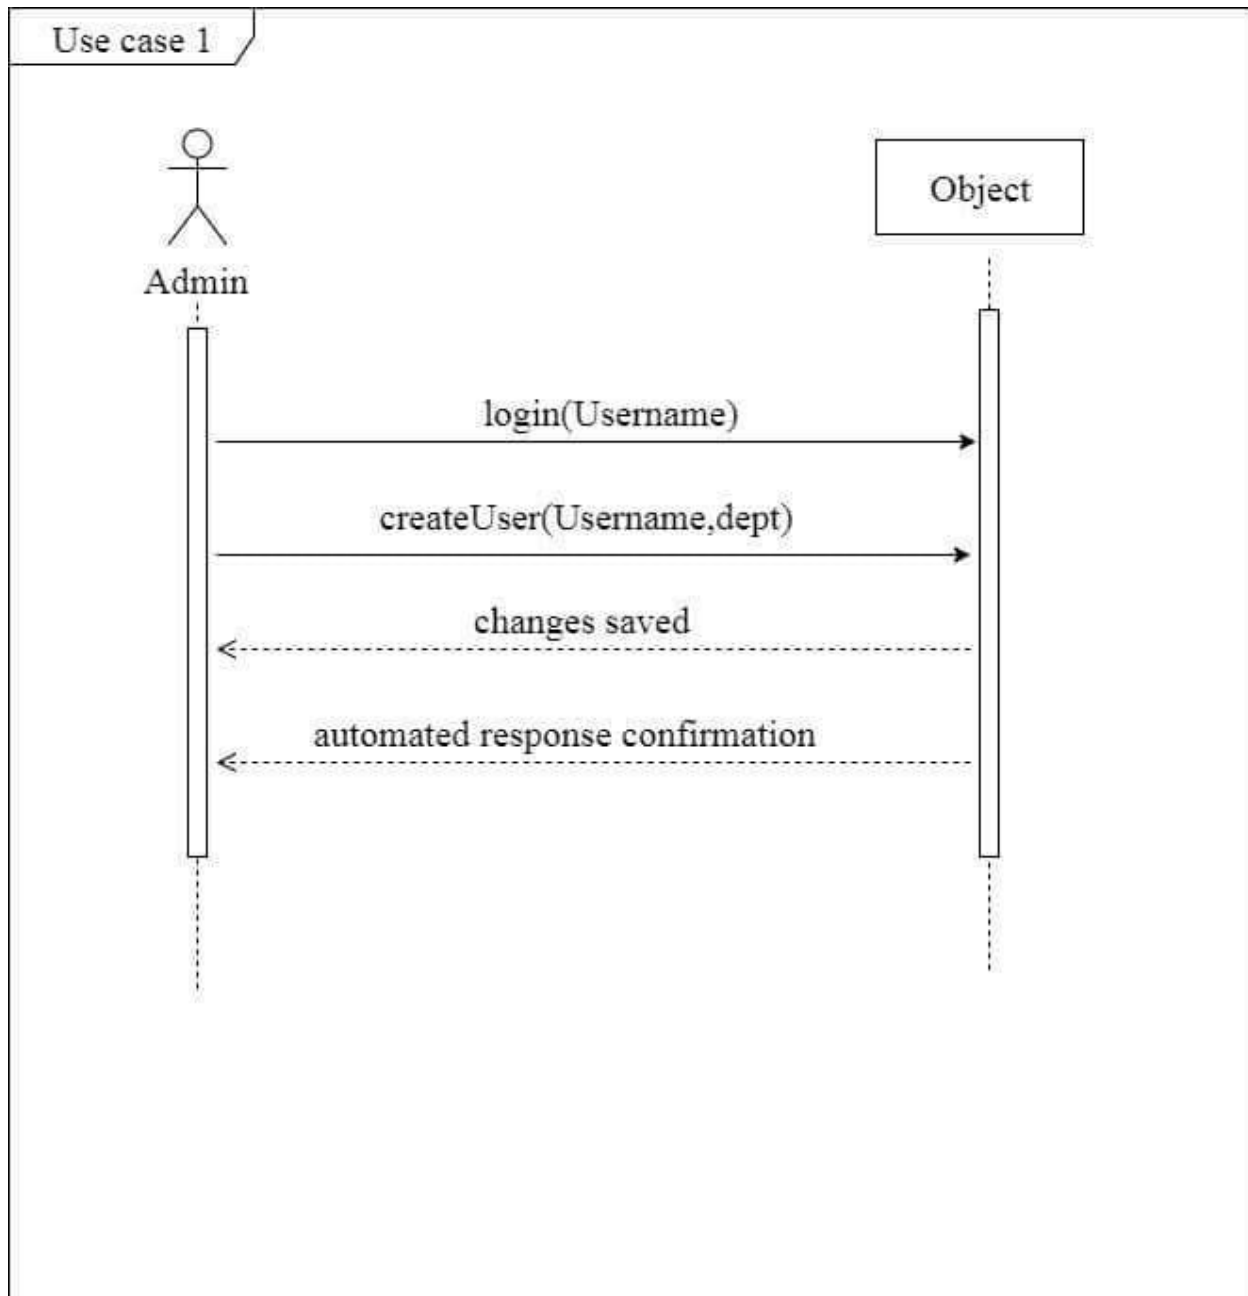 Use case 1
Object
Admin
login(Username)
createUser(Username,dept)
changes saved
automated response confirmation